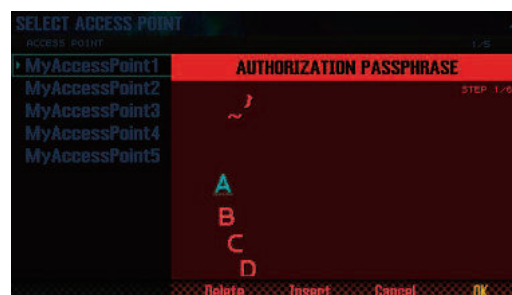 SELECT ACCESS POINT
ACCESS POINT 1/5
MyAccessPoint1
AUTHORIZATION PASSPHRASE
MyAccessPoint2
STEP 1/6
MyAccessPoint3
} 
~
MyAccessPoint4
MyAccessPoint5
A
B
C
D
Delete Insert Cancel OK